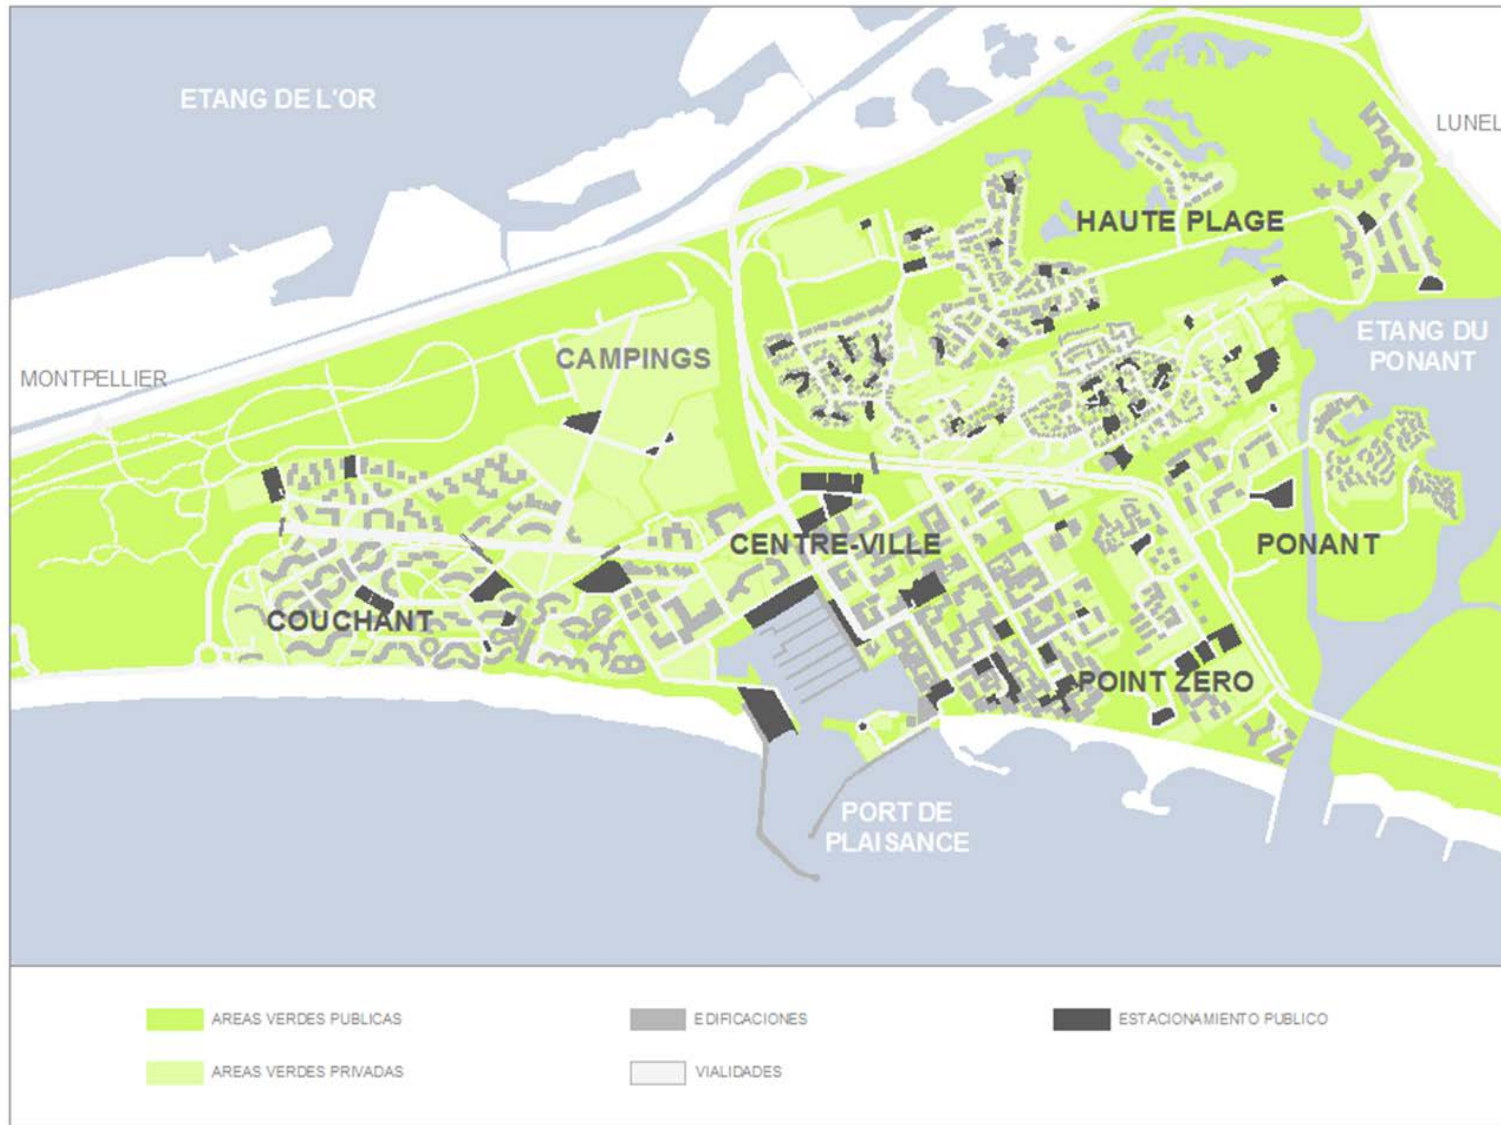 ETANG DE L'OR
LUNEL
HAUTE PLAGE
ETANG DU
PONANT
CAMPINGS
MONTPELLIER
CENTRE-VILLE
PONANT
COUCHANT
POINT ZERO
PORT DE
PLAISANCE
AREAS VERDES PUBLICAS
EDIFICACIONES
ESTACIONAMIENTO PUBLICO
AREAS VERDES PRIVADAS
VIALIDADES